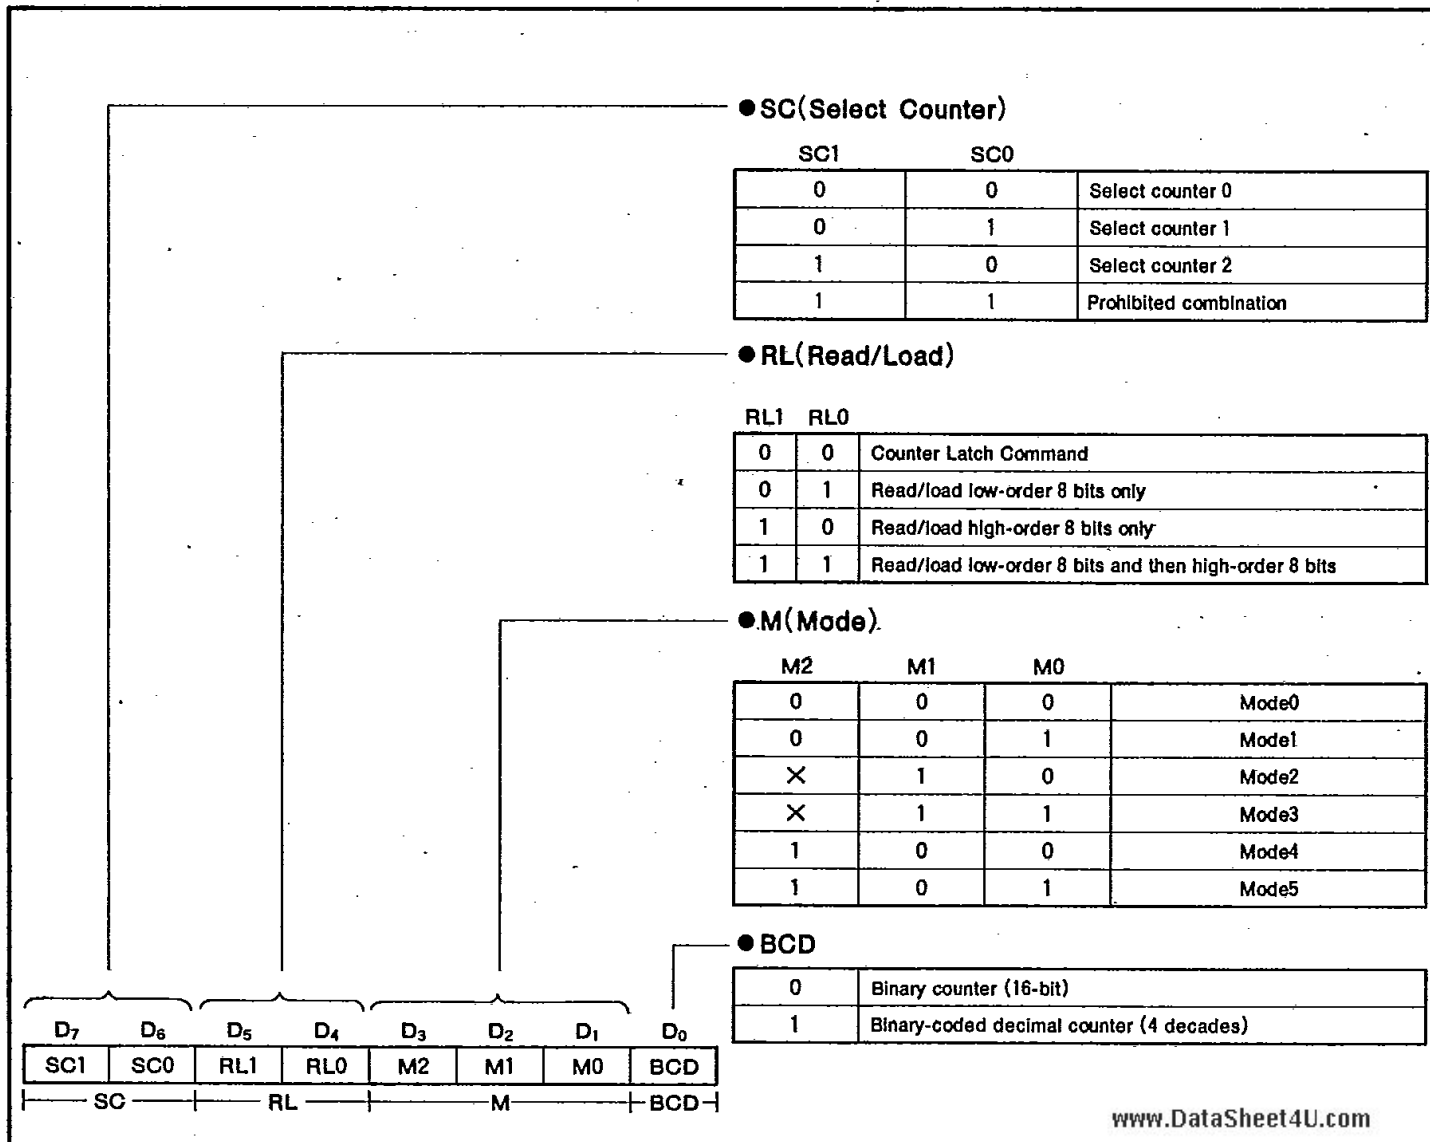 ●SC(Select Counter)
SC1 SC0
0 0 Select counter 0
0 1 Select counter 1
1 0 Select counter 2
1 1 Prohibited combination
●RL(Read/Load)
RL1 RL0
0 0 Counter Latch Command
0 1 Read/load low-order 8 bits only
1 0 Read/load high-order 8 bits only
1 1 Read/load low-order 8 bits and then high-order 8 bits
●M(Mode)
M2 M1 M0
0 0 0 Mode0
0 0 1 Mode1
× 1 0 Mode2
× 1 1 Mode3
1 0 0 Mode4
1 0 1 Mode5
●BCD
0 Binary counter (16-bit)
1 Binary-coded decimal counter (4 decades)
D₇ D₆ D₅ D₄ D₃ D₂ D₁ D₀
SC1 SC0 RL1 RL0 M2 M1 M0 BCD
SC RL M BCD
www.DataSheet4U.com